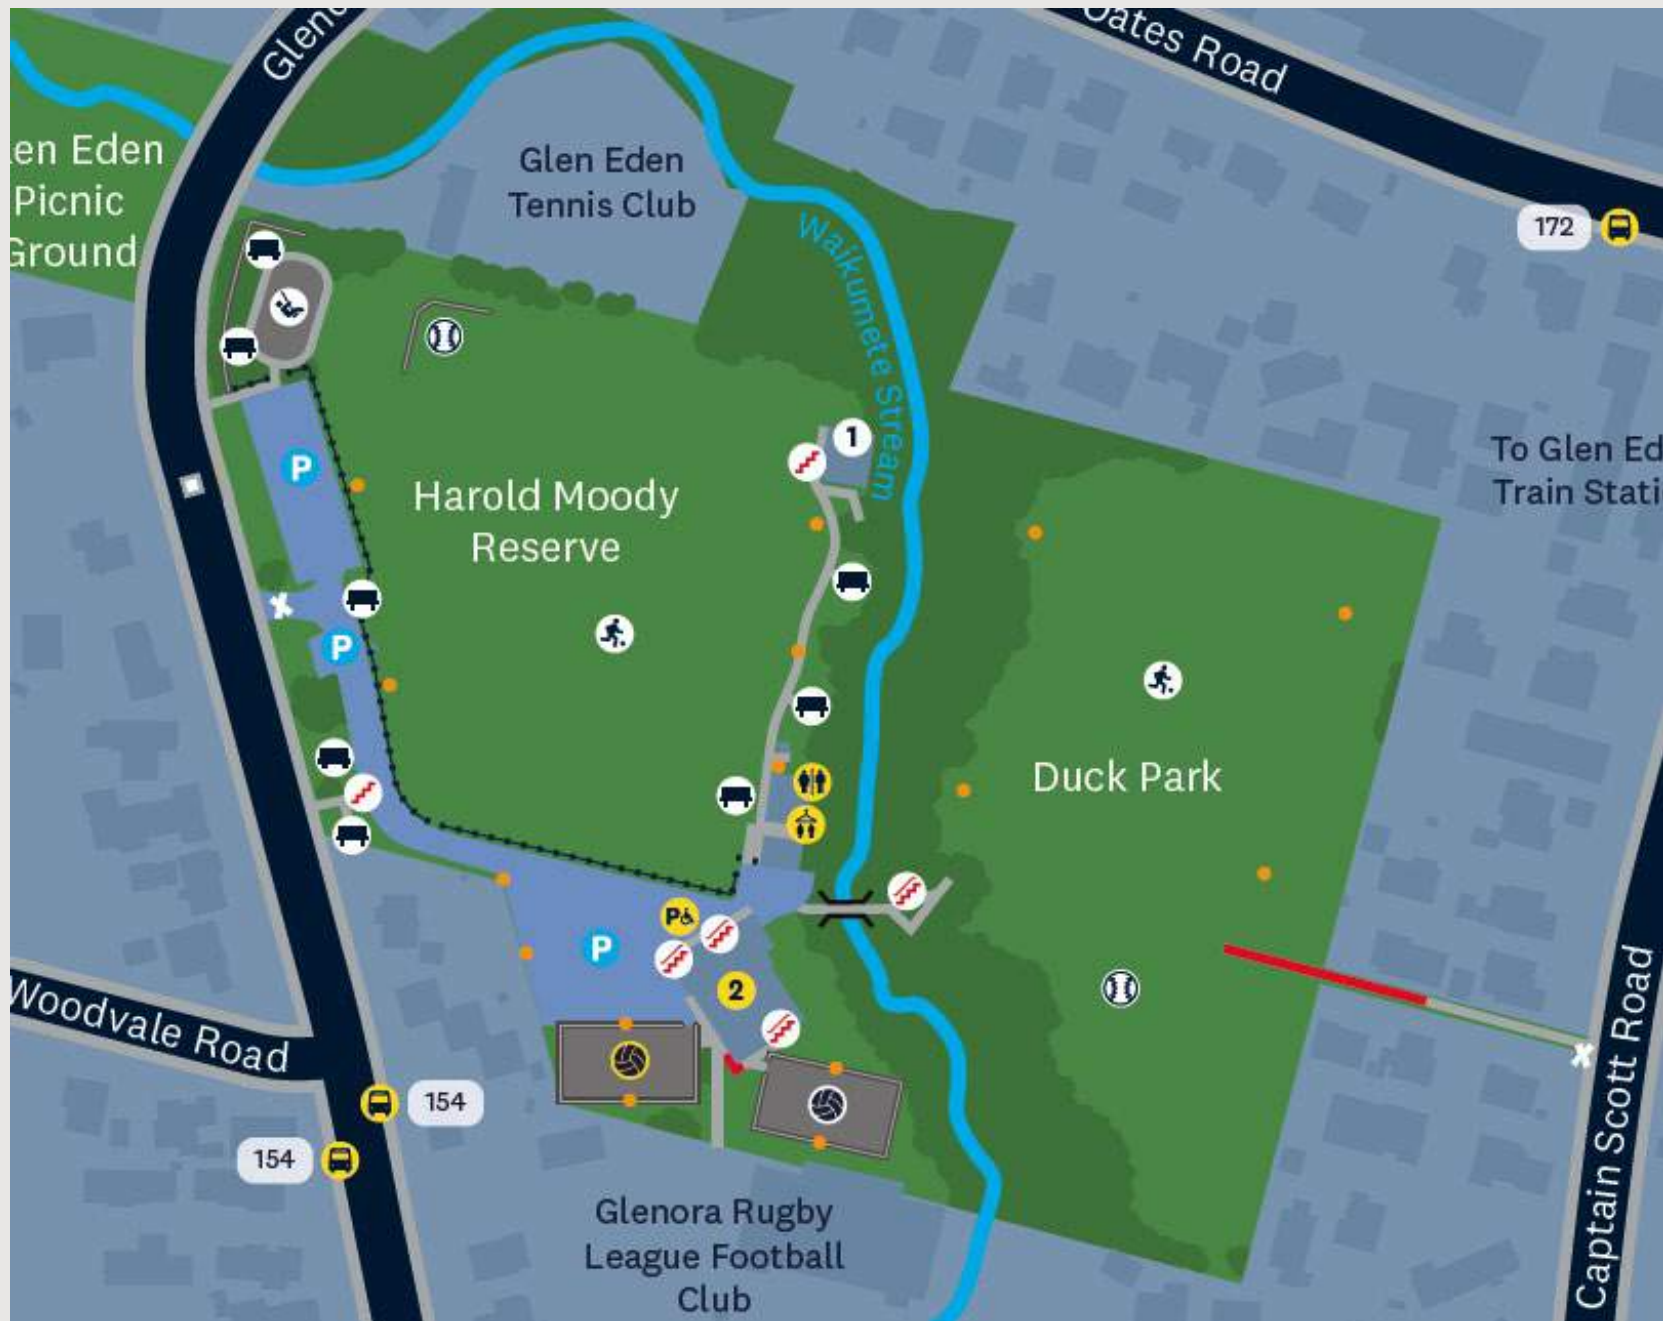 Gleno
Oates Road
en Eden
Picnic
Ground
Glen Eden
Tennis Club
Waikumete Stream
172
1
P
Harold Moody
Reserve
To Glen Ed
Train Stati
P
Duck Park
P
P
2
Woodvale Road
154
154
Glenora Rugby
League Football
Club
Captain Scott Road